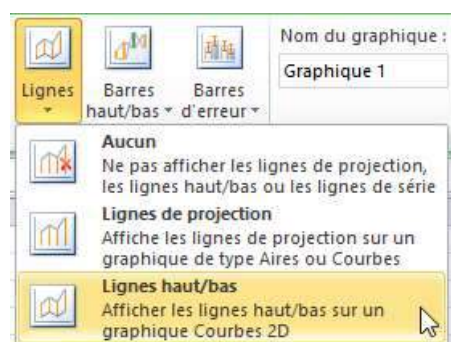 Nom du graphique :
Graphique 1
Lignes
Barres
haut/bas
Barres
d'erreur
Aucun
Ne pas afficher les lignes de projection,
les lignes haut/bas ou les lignes de série
Lignes de projection
Affiche les lignes de projection sur un
graphique de type Aires ou Courbes
Lignes haut/bas
Afficher les lignes haut/bas sur un
graphique Courbes 2D